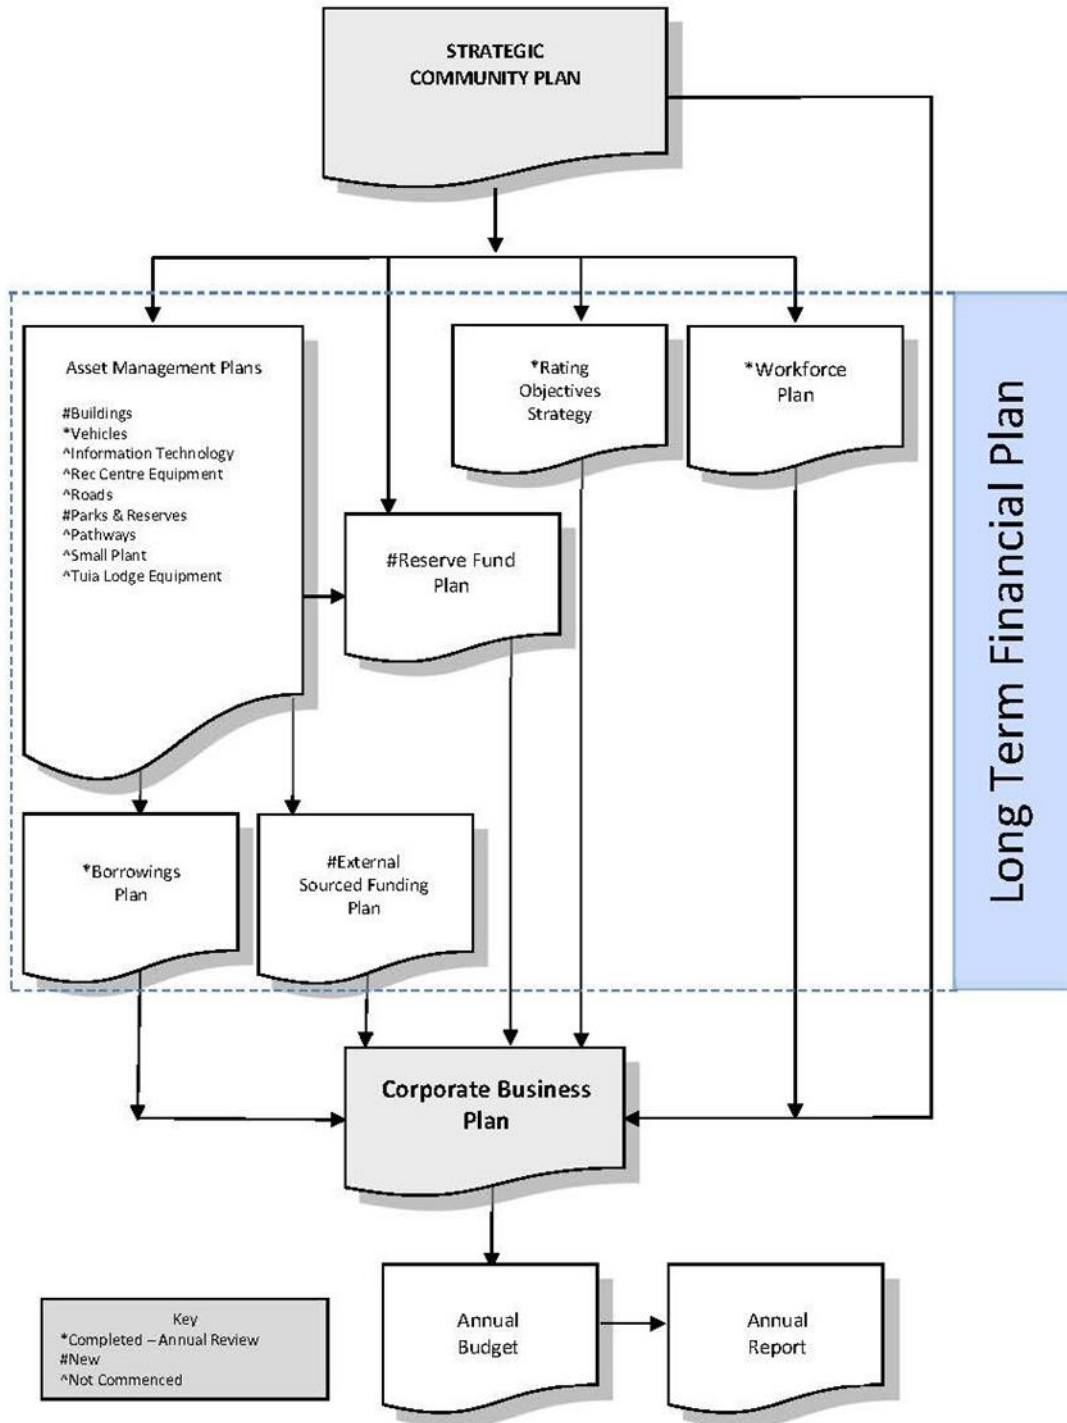 STRATEGIC
COMMUNITY PLAN
Asset Management Plans
#Buildings
*Vehicles
^Information Technology
^Rec Centre Equipment
^Roads
#Parks & Reserves
^Pathways
^Small Plant
^Tuia Lodge Equipment
*Rating
Objectives
Strategy
*Workforce
Plan
#Reserve Fund
Plan
Long Term Financial Plan
*Borrowings
Plan
#External
Sourced Funding
Plan
Corporate Business
Plan
Annual
Budget
Annual
Report
Key
*Completed – Annual Review
#New
^Not Commenced